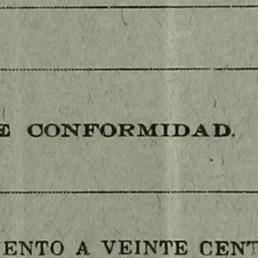 E CONFORMIDAD.
ENTO A VEINTE CENT